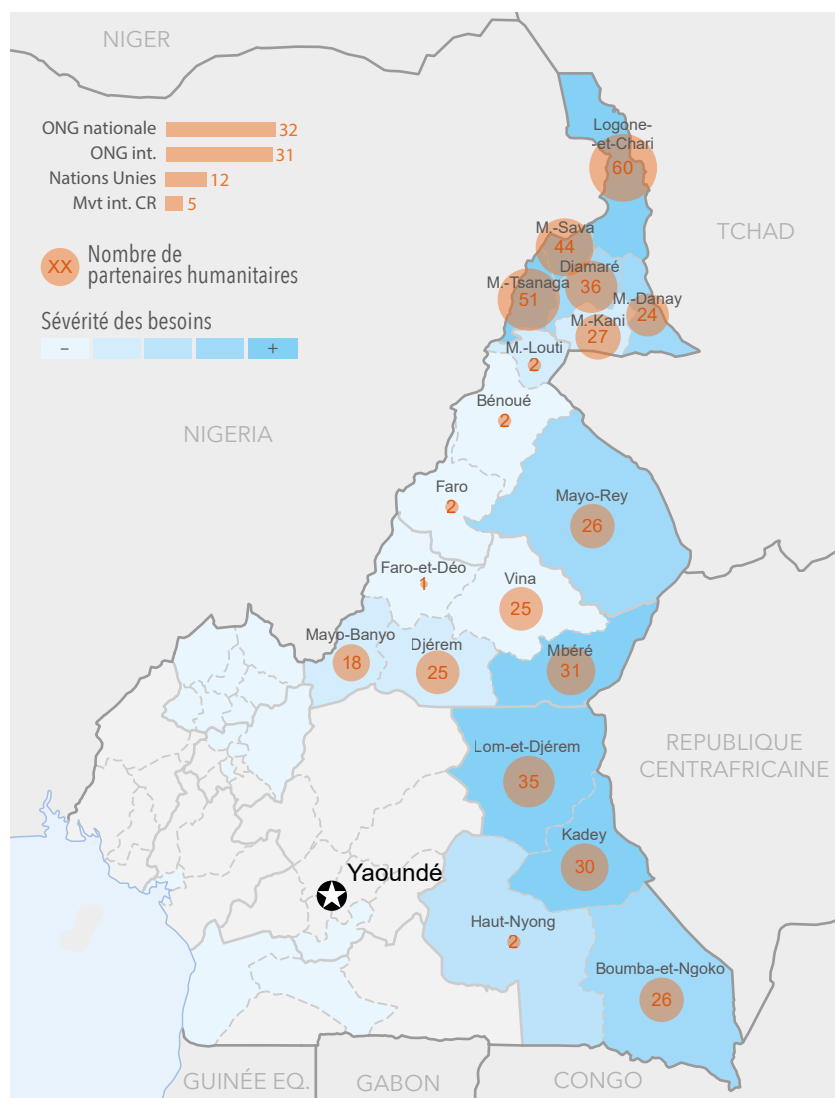 NIGER
ONG nationale 32
ONG int. 31
Nations Unies 12
Mvt int. CR 5
XX
Nombre de
partenaires humanitaires
Sévérité des besoins
– +
Logone-
-et-Chari
60
TCHAD
M.-Sava
44
Diamaré
36
M.-Tsanaga
51
M.-Danay
24
M.-Kani
27
M.-Louti
2
Bénoué
2
NIGERIA
Faro
2
Mayo-Rey
26
Faro-et-Déo
1
Vina
25
Mayo-Banyo
18
Djérem
25
Mbéré
31
Lom-et-Djérem
35
REPUBLIQUE
CENTRAFRICAINE
Kadey
30
Yaoundé
Haut-Nyong
2
Boumba-et-Ngoko
26
GUINÉE EQ.
GABON
CONGO